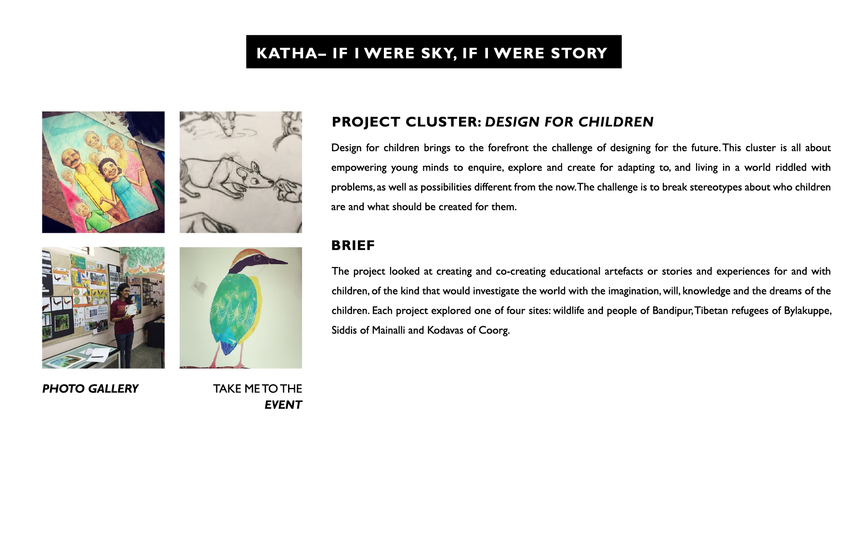 KATHA– IF I WERE SKY, IF I WERE STORY
PROJECT CLUSTER: DESIGN FOR CHILDREN
Design for children brings to the forefront the challenge of designing for the future. This cluster is all about
empowering young minds to enquire, explore and create for adapting to, and living in a world riddled with
problems, as well as possibilities different from the now. The challenge is to break stereotypes about who children
are and what should be created for them.
BRIEF
The project looked at creating and co-creating educational artefacts or stories and experiences for and with
children, of the kind that would investigate the world with the imagination, will, knowledge and the dreams of the
children. Each project explored one of four sites: wildlife and people of Bandipur, Tibetan refugees of Bylakuppe,
Siddis of Mainalli and Kodavas of Coorg.
PHOTO GALLERY
TAKE ME TO THE
EVENT